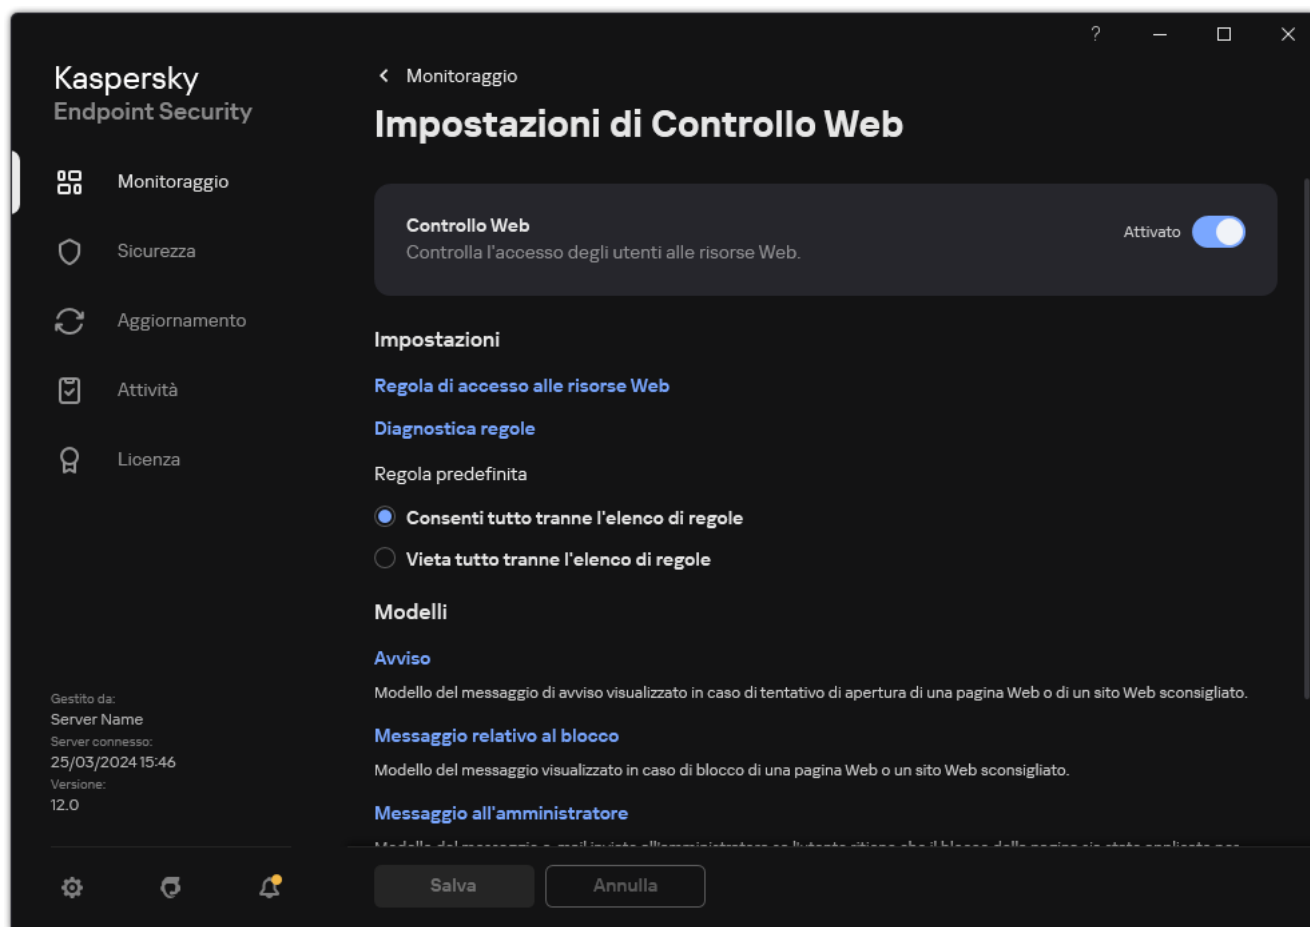 ?
Kaspersky
Endpoint Security
Monitoraggio
Sicurezza
Aggiornamento
Attività
Licenza
Gestito da:
Server Name
Server connesso:
25/03/2024 15:46
Versione:
12.0
Monitoraggio
Impostazioni di Controllo Web
Controllo Web
Controlla l'accesso degli utenti alle risorse Web.
Attivato
Impostazioni
Regola di accesso alle risorse Web
Diagnostica regole
Regola predefinita
Consenti tutto tranne l'elenco di regole
Vieta tutto tranne l'elenco di regole
Modelli
Avviso
Modello del messaggio di avviso visualizzato in caso di tentativo di apertura di una pagina Web o di un sito Web sconsigliato.
Messaggio relativo al blocco
Modello del messaggio visualizzato in caso di blocco di una pagina Web o un sito Web sconsigliato.
Messaggio all'amministratore
Salva
Annulla